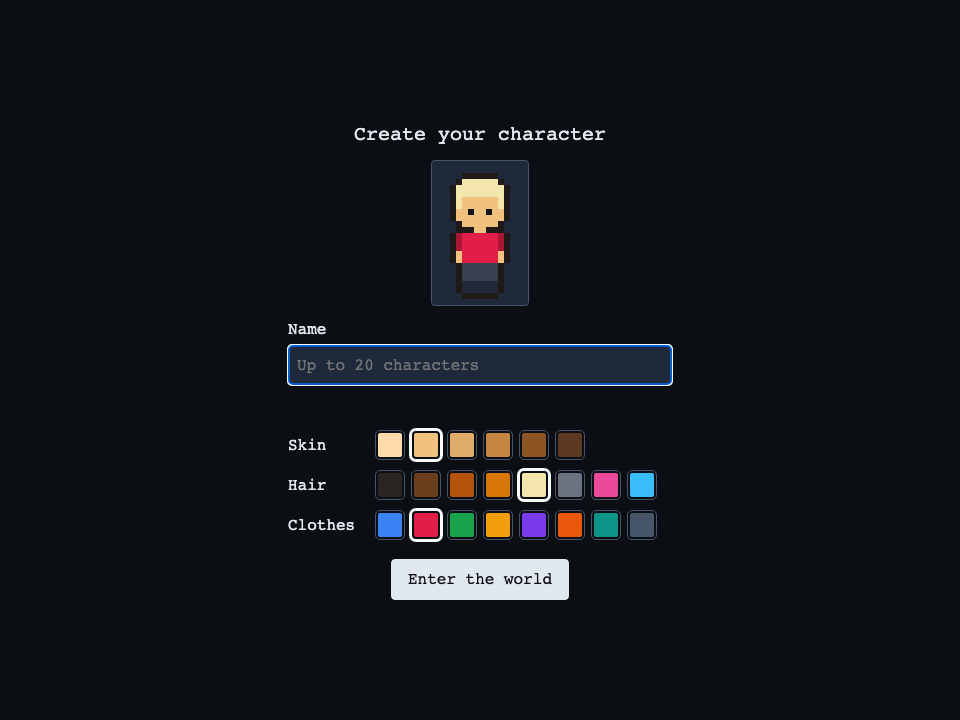 Create your character
Name
Up to 20 characters
Skin
Hair
Clothes
Enter the world